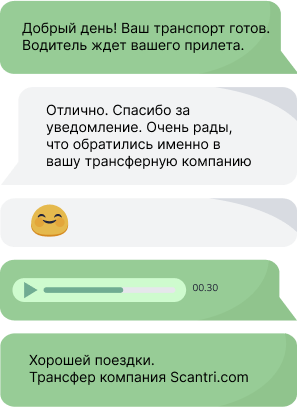 Добрый день! Ваш транспорт готов.
Водитель ждет вашего прилета.
Отлично. Спасибо за
уведомление. Очень рады,
что обратились именно в
вашу трансферную компанию
00.30
Хорошей поездки.
Трансфер компания Scantri.com